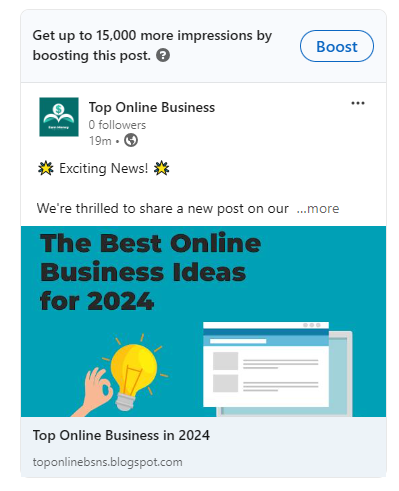 Get up to 15,000 more impressions by
boosting this post.
Boost
Top Online Business
0 followers
19m •
🌟 Exciting News! 🌟
We're thrilled to share a new post on our ...more
The Best Online
Business Ideas
for 2024
Top Online Business in 2024
toponlinebsns.blogspot.com